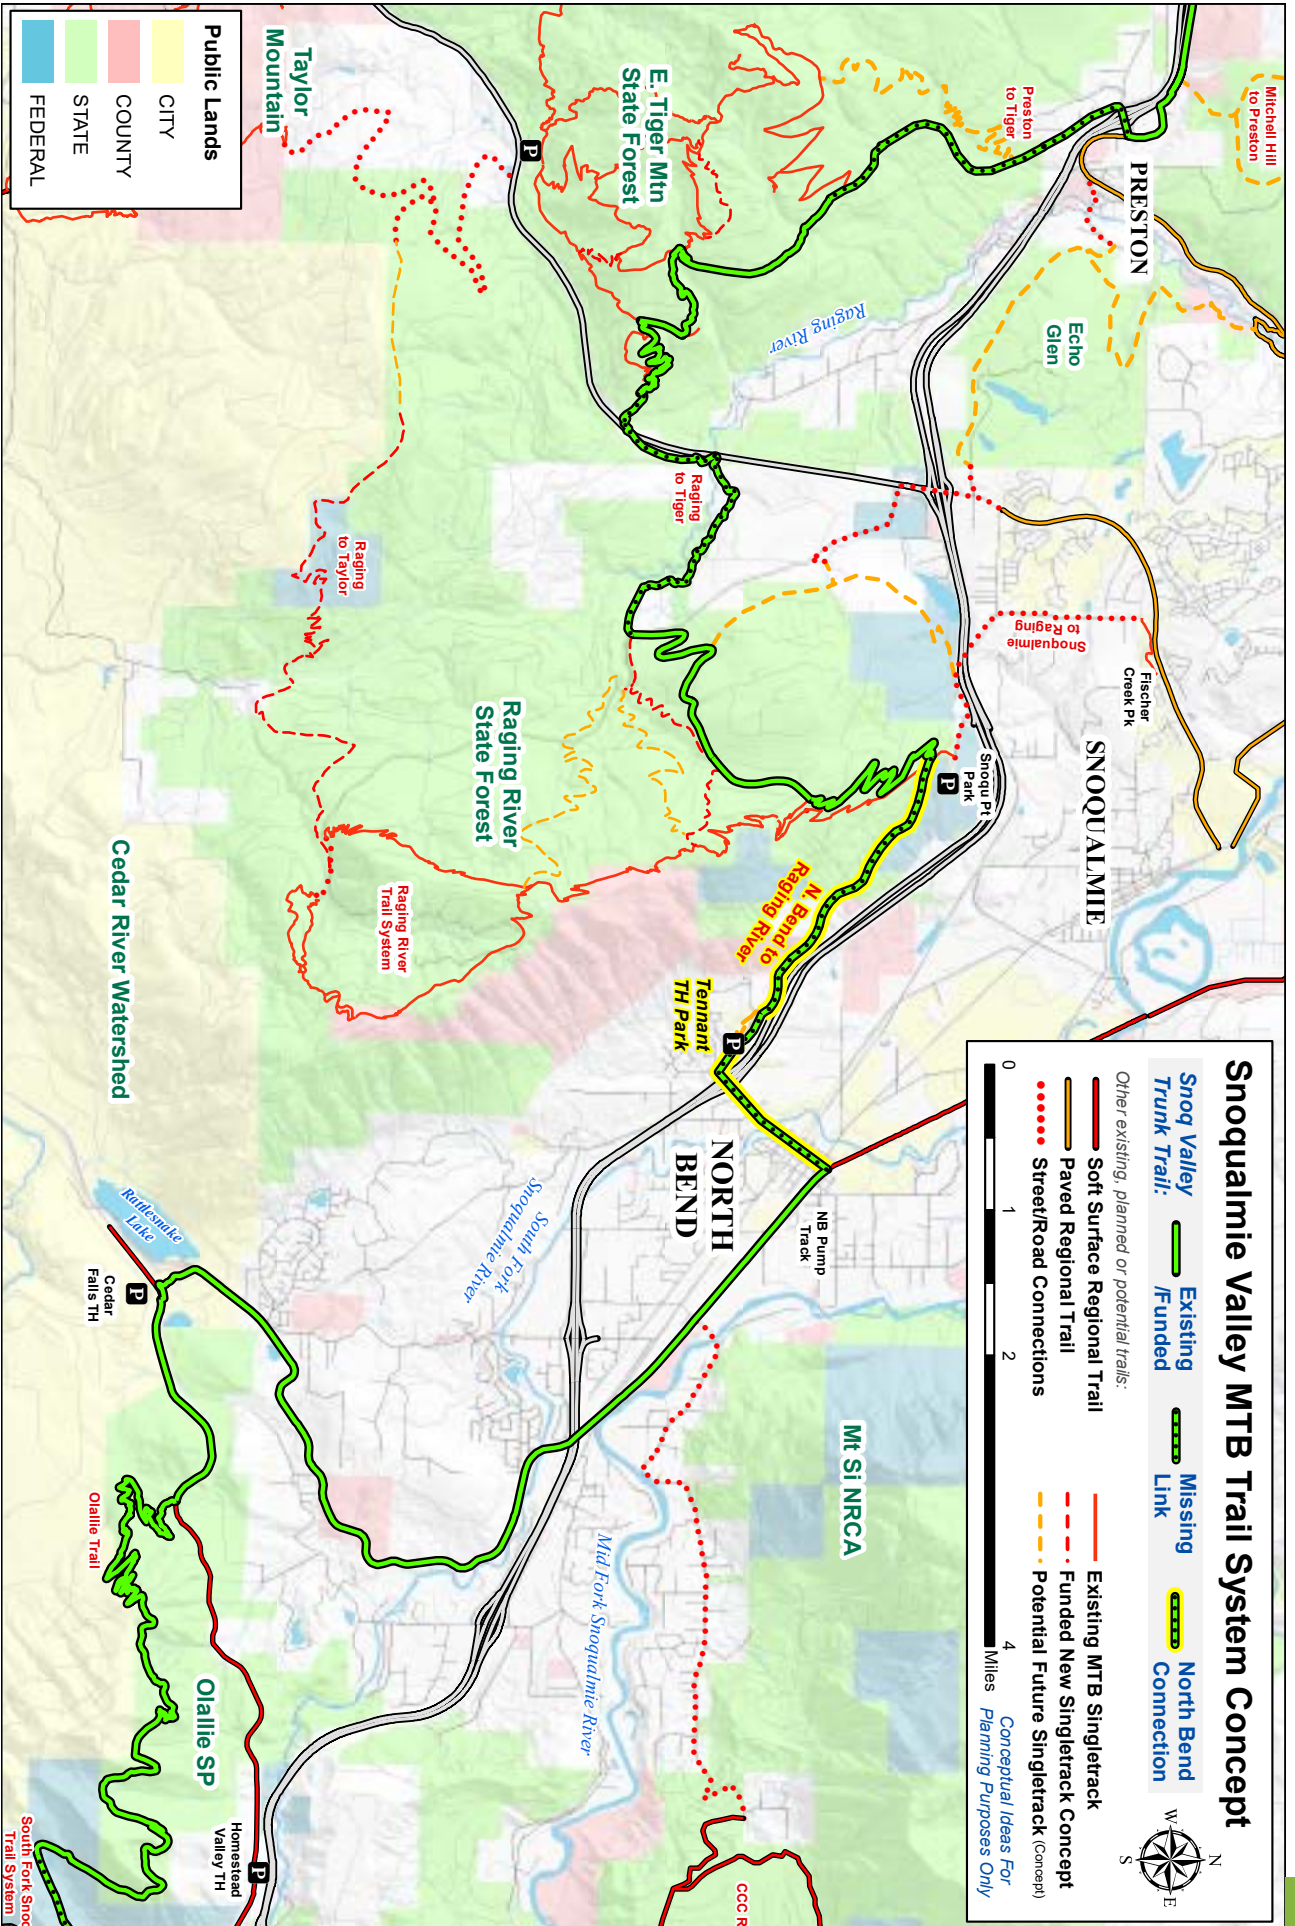 Snoqualmie Valley MTB Trail System Concept
Snoq Valley
Trunk Trail:
Existing
/Funded
Missing
Link
North Bend
Connection
Other existing, planned or potential trails:
Soft Surface Regional Trail
Paved Regional Trail
Street/Road Connections
Existing MTB Singletrack
Funded New Singletrack Concept
Potential Future Singletrack (Concept)
0
1
2
4
Miles
Conceptual Ideas For
Planning Purposes Only
N
E
S
W
Mitchell Hill
to Preston
PRESTON
Preston
to Tiger
Echo
Glen
Raging River
E. Tiger Mtn
State Forest
P
Taylor
Mountain
Public Lands
CITY
COUNTY
STATE
FEDERAL
Raging
to Tiger
Raging
to Taylor
Snoqualmie
to Raging
Fischer
Creek Pk
SNOQUALMIE
Snoqu Pt
Park
P
Raging River
State Forest
N. Bend to
Raging River
Raging River
Trail System
Tennant
TH Park
P
Cedar River Watershed
NORTH
BEND
NB Pump
Track
South Fork
Snoqualmie River
Rattlesnake
Lake
Cedar
Falls TH
P
Mt Si NRCA
Mid Fork Snoqualmie River
Olallie Trail
Olallie SP
Homestead
Valley TH
P
CCC R
South Fork Snoq
Trail System